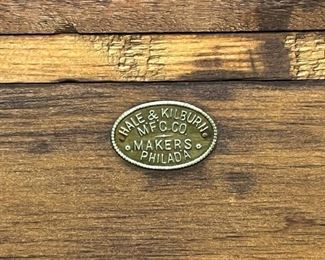 HALE & KILBURN
MFG. CO.
MAKERS
PHILADA